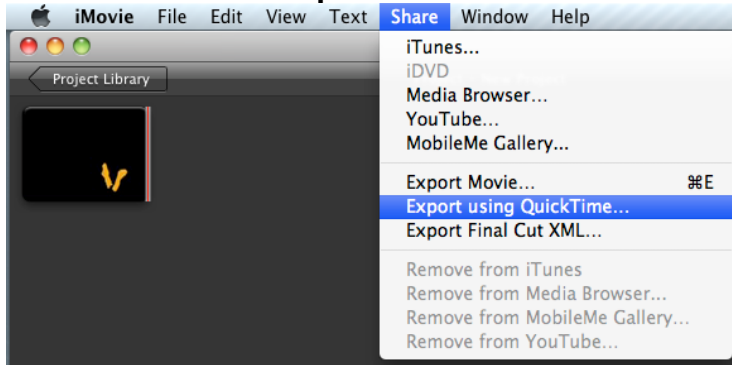 iMovie File Edit View Text Share Window Help
Project Library
iTunes...
iDVD
Media Browser...
YouTube...
MobileMe Gallery...
Export Movie... ⌘E
Export using QuickTime...
Export Final Cut XML...
Remove from iTunes
Remove from Media Browser...
Remove from MobileMe Gallery...
Remove from YouTube...